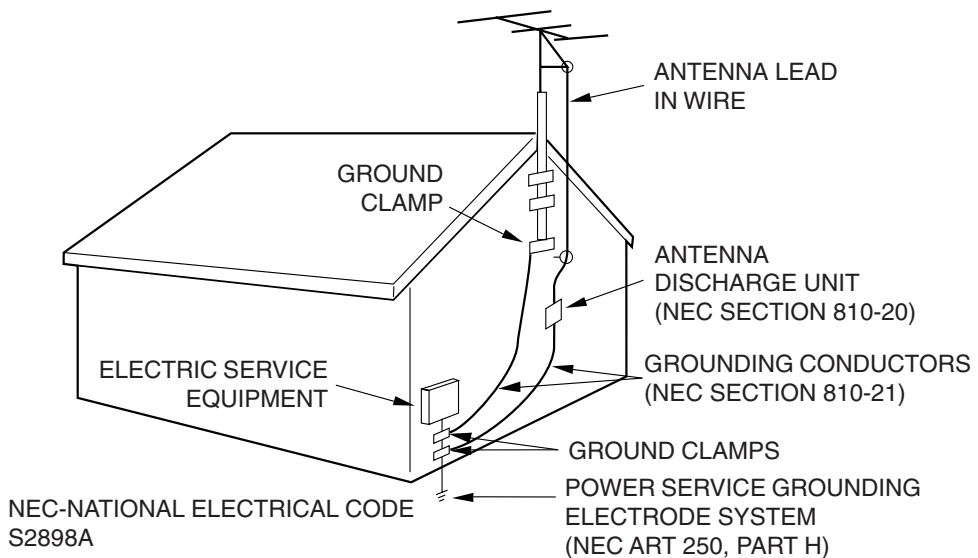 ANTENNA LEAD
IN WIRE
GROUND
CLAMP
ANTENNA
DISCHARGE UNIT
(NEC SECTION 810-20)
ELECTRIC SERVICE
EQUIPMENT
GROUNDING CONDUCTORS
(NEC SECTION 810-21)
GROUND CLAMPS
POWER SERVICE GROUNDING
ELECTRODE SYSTEM
(NEC ART 250, PART H)
NEC-NATIONAL ELECTRICAL CODE
S2898A